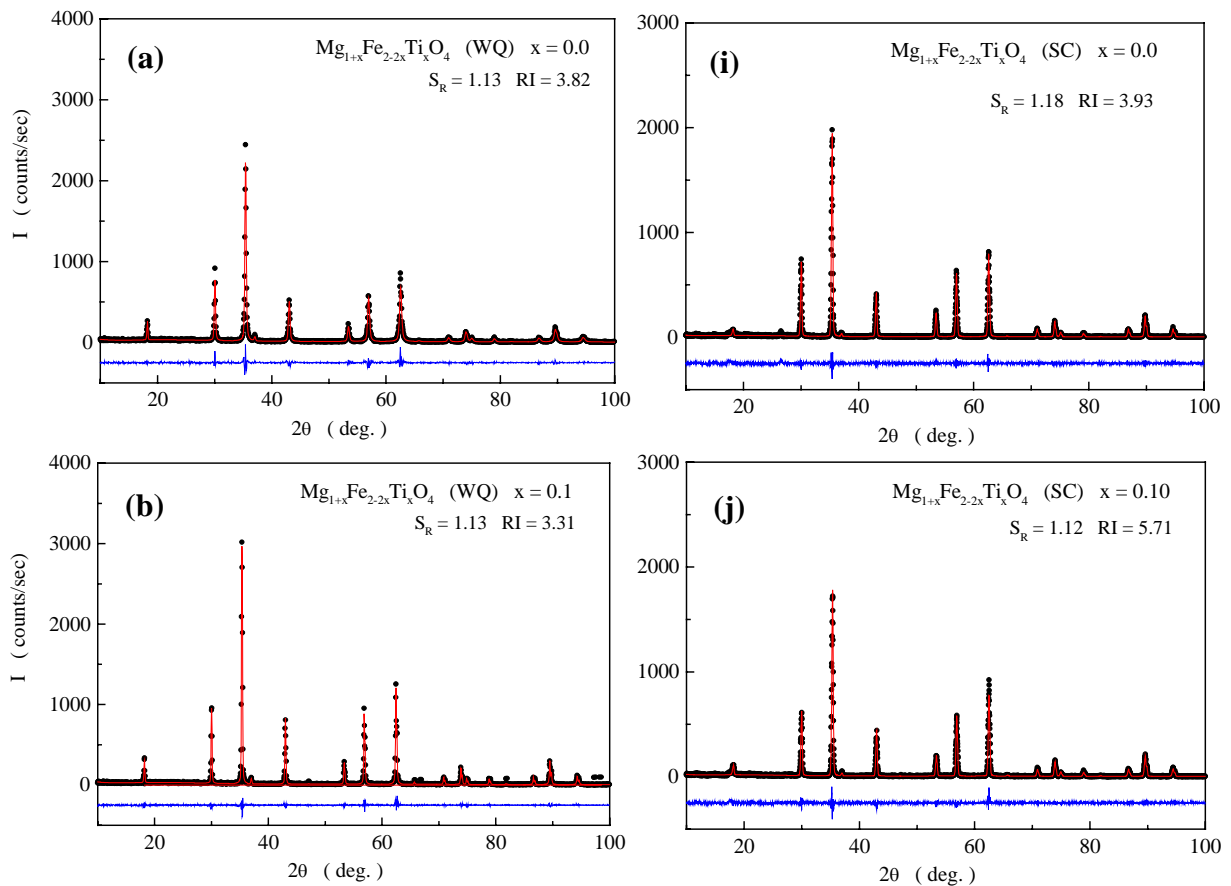 (a)
Mg1+xFe2-2xTixO4 (WQ) x = 0.0
SR = 1.13 RI = 3.82
4000
3000
2000
1000
0
I ( counts/sec)
20 40 60 80 100
2θ ( deg. )
(i)
Mg1+xFe2-2xTixO4 (SC) x = 0.0
SR = 1.18 RI = 3.93
3000
2000
1000
0
20 40 60 80 100
2θ ( deg. )
(b)
Mg1+xFe2-2xTixO4 (WQ) x = 0.1
SR = 1.13 RI = 3.31
4000
3000
2000
1000
0
I ( counts/sec)
20 40 60 80 100
2θ ( deg. )
(j)
Mg1+xFe2-2xTixO4 (SC) x = 0.10
SR = 1.12 RI = 5.71
3000
2000
1000
0
20 40 60 80 100
2θ ( deg. )